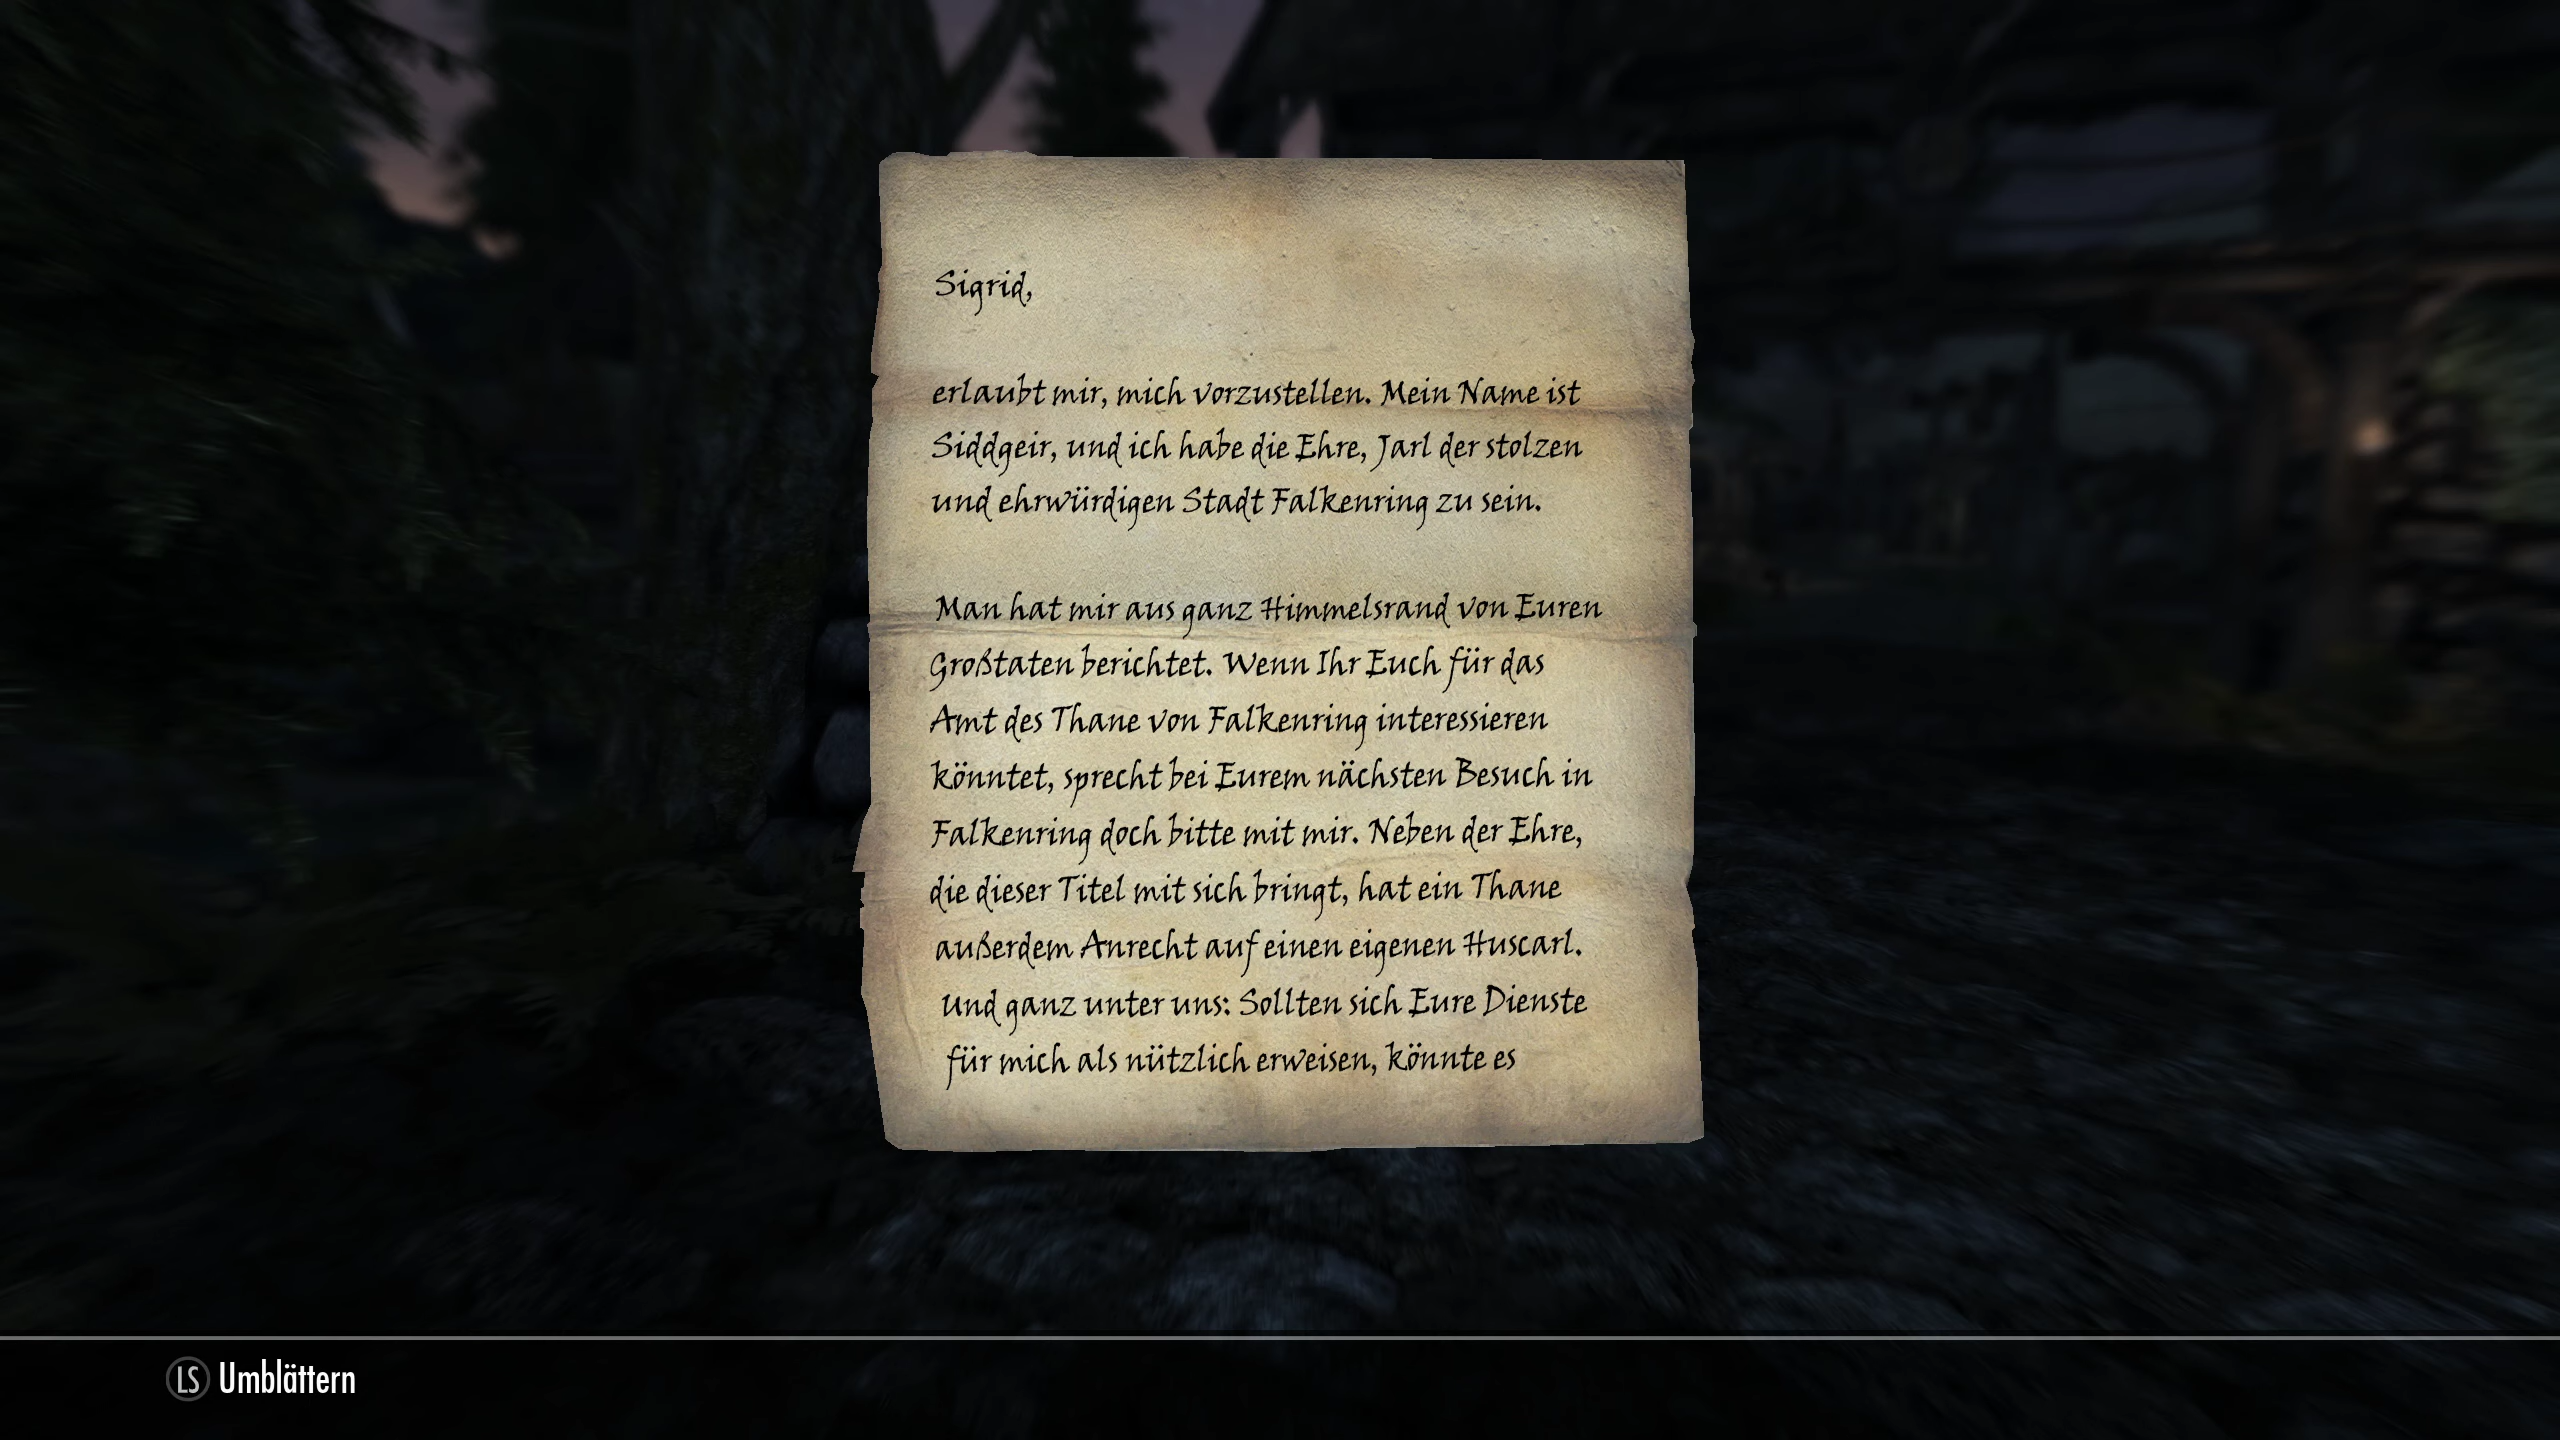 Sigrid,
erlaubt mir, mich vorzustellen. Mein Name ist
Siddgeir, und ich habe die Ehre, Jarl der stolzen
und ehrwürdigen Stadt Falkenring zu sein.
Man hat mir aus ganz Himmelsrand von Euren
Großtaten berichtet. Wenn Ihr Euch für das
Amt des Thane von Falkenring interessieren
könntet, sprecht bei Eurem nächsten Besuch in
Falkenring doch bitte mit mir. Neben der Ehre,
die dieser Titel mit sich bringt, hat ein Thane
außerdem Anrecht auf einen eigenen Huscarl.
Und ganz unter uns: Sollten sich Eure Dienste
für mich als nützlich erweisen, könnte es
LS Umblättern